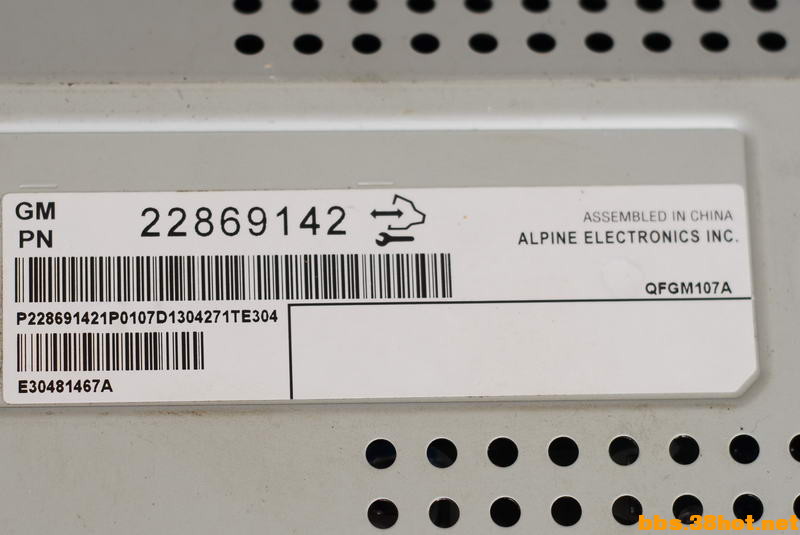 GM
PN
22869142
ASSEMBLED IN CHINA
ALPINE ELECTRONICS INC.
QFGM107A
P228691421P0107D1304271TE304
E30481467A
bbs.38hot.net